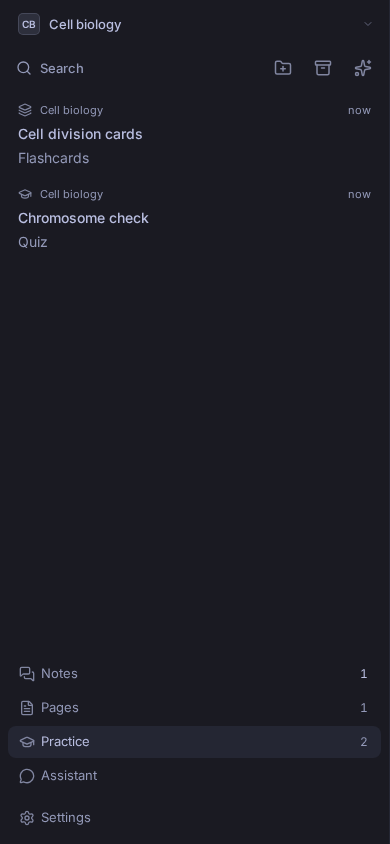 CB Cell biology
Search
Cell biology now
Cell division cards
Flashcards
Cell biology now
Chromosome check
Quiz
Notes 1
Pages 1
Practice 2
Assistant
Settings